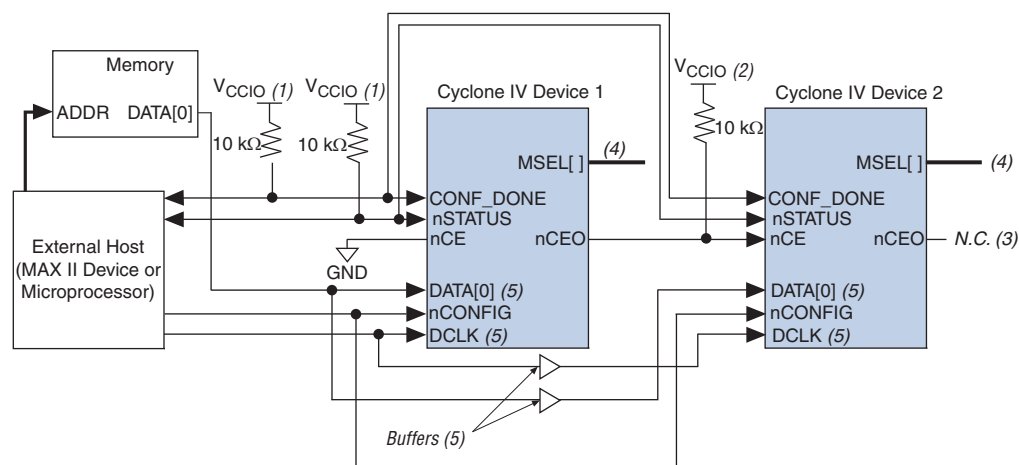 Memory
ADDR DATA[0]
VCCIO (1)
10 kΩ
VCCIO (1)
10 kΩ
Cyclone IV Device 1
MSEL[ ]
(4)
CONF_DONE
nSTATUS
nCE
nCEO
GND
DATA[0] (5)
nCONFIG
DCLK (5)
VCCIO (2)
10 kΩ
Cyclone IV Device 2
MSEL[ ]
(4)
CONF_DONE
nSTATUS
nCE
nCEO
N.C. (3)
DATA[0] (5)
nCONFIG
DCLK (5)
External Host
(MAX II Device or
Microprocessor)
Buffers (5)